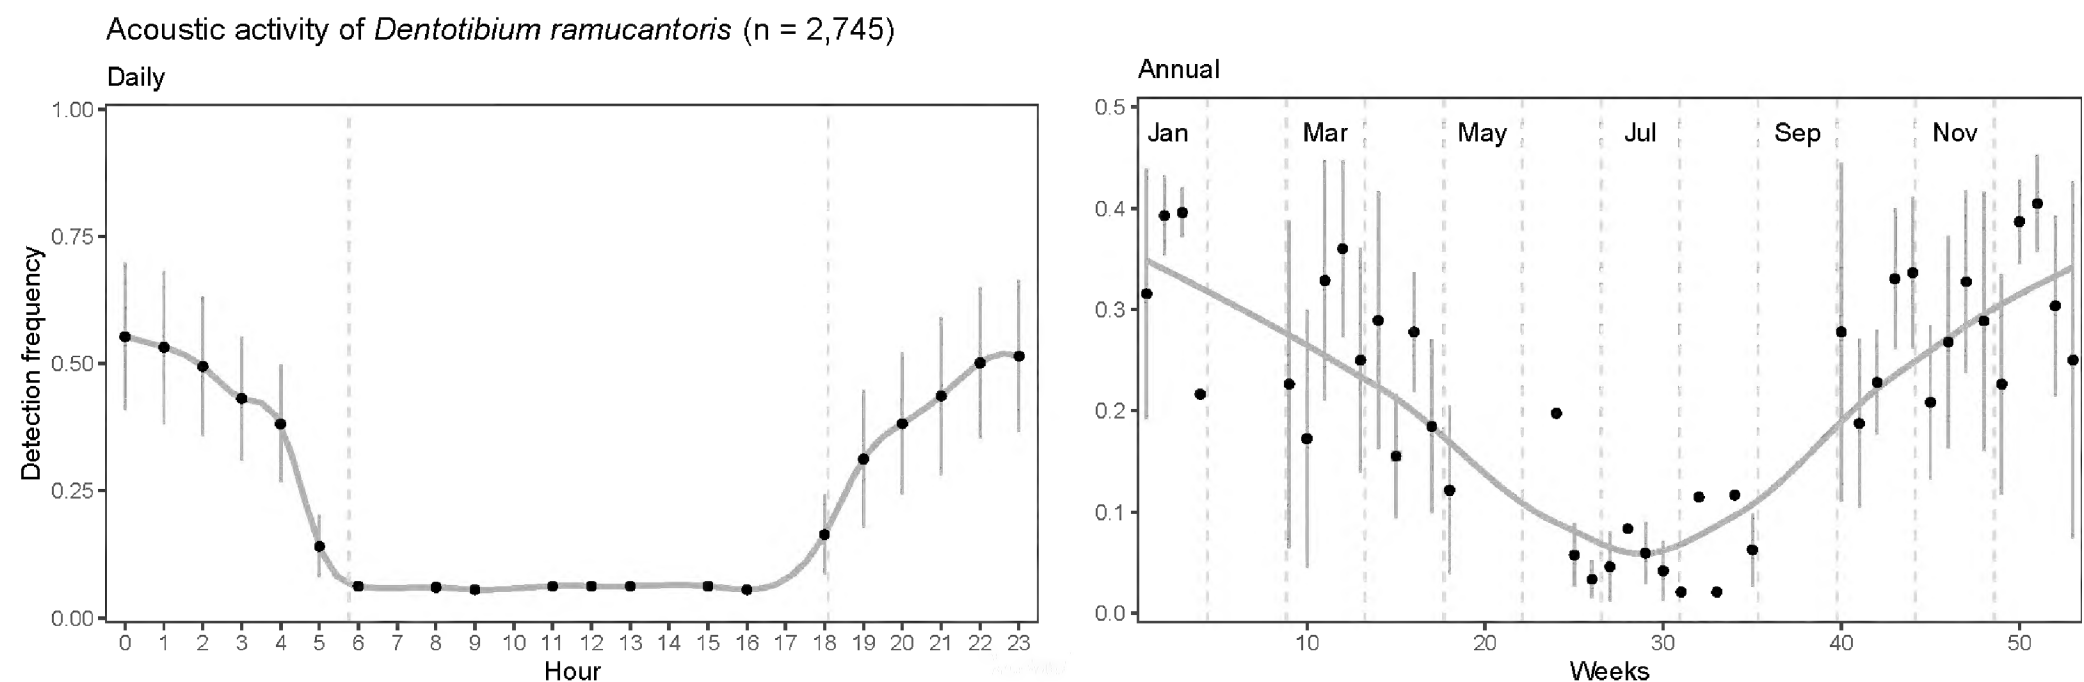 Acoustic activity of Dentotibium ramucantoris (n = 2,745)
Daily
Detection frequency
1.00
0.75
0.50
0.25
0.00
0 1 2 3 4 5 6 7 8 9 10 11 12 13 14 15 16 17 18 19 20 21 22 23
Hour
Annual
0.5
0.4
0.3
0.2
0.1
0.0
Jan Mar May Jul Sep Nov
10 20 30 40 50
Weeks